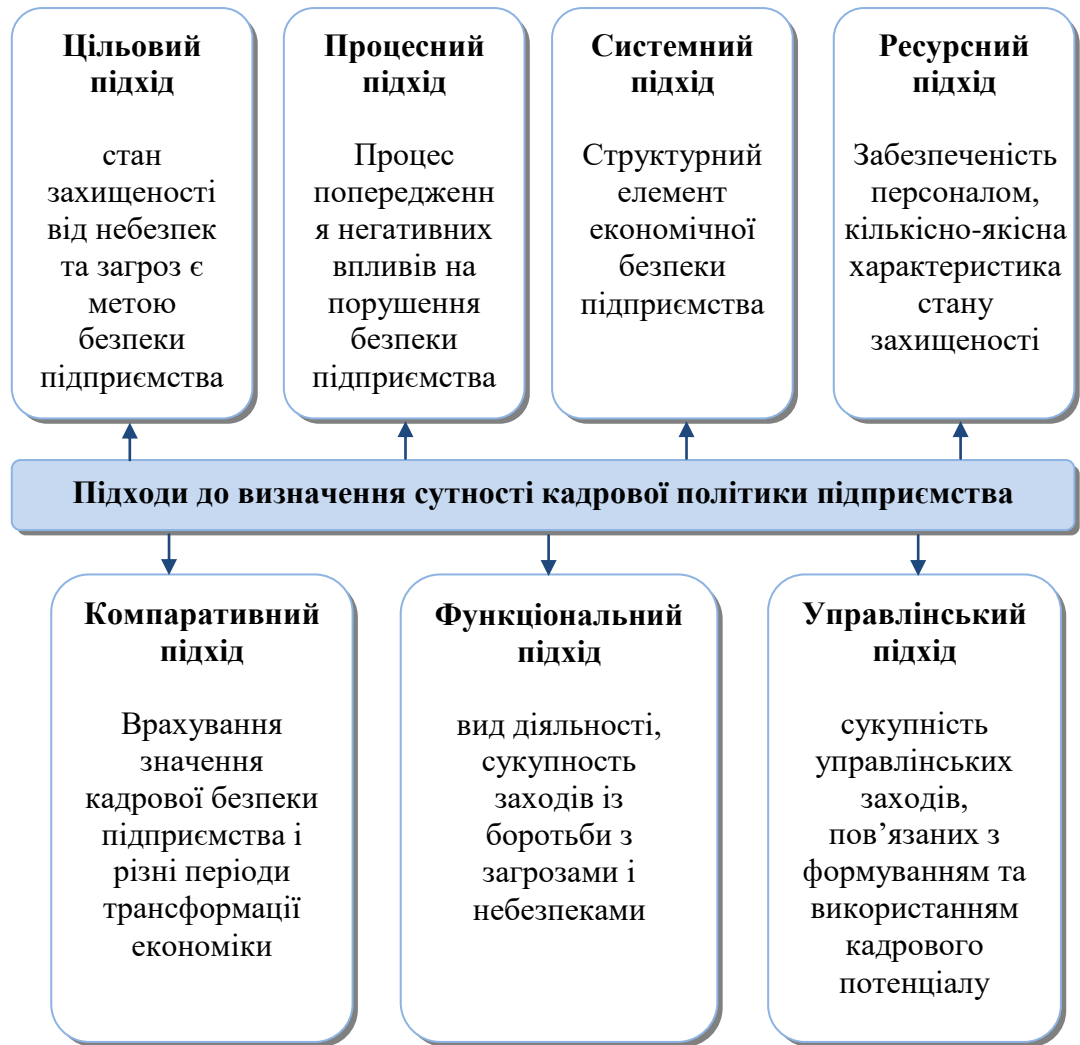 Цільовий
підхід
стан
захищеності
від небезпек
та загроз є
метою
безпеки
підприємства
Процесний
підхід
Процес
попередженн
я негативних
впливів на
порушення
безпеки
підприємства
Системний
підхід
Структурний
елемент
економічної
безпеки
підприємства
Ресурсний
підхід
Забезпеченість
персоналом,
кількісно-якісна
характеристика
стану
захищеності
Підходи до визначення сутності кадрової політики підприємства
Компаративний
підхід
Врахування
значення
кадрової безпеки
підприємства і
різні періоди
трансформації
економіки
Функціональний
підхід
вид діяльності,
сукупность
заходів із
боротьби з
загрозами і
небезпеками
Управлінський
підхід
сукупність
управлінських
заходів,
пов’язаних з
формуванням та
використанням
кадрового
потенціалу